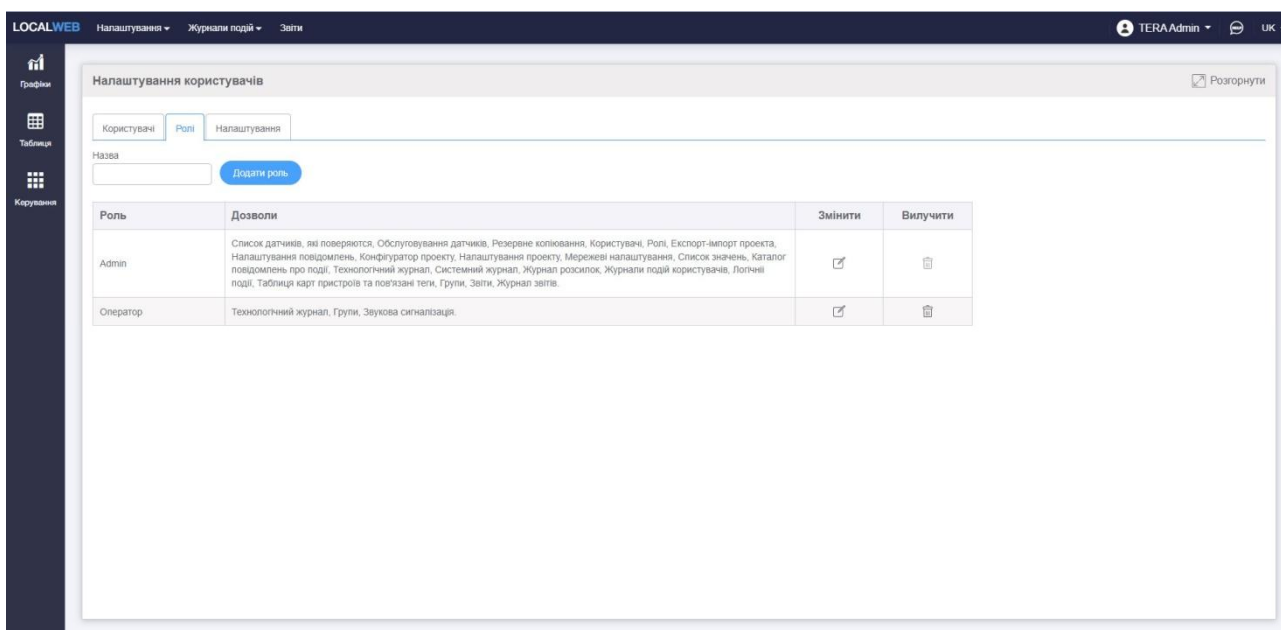 LOCALWEB Налаштування Журнали подій Звіти TERA Admin UK
Графіки
Таблиця
Керування
Налаштування користувачів Розгорнути
Користувачі Ролі Налаштування
Назва
Додати роль
Роль Дозволи Змінити Вилучити
Список датчиків, які поверяются, Обслуговування датчиків, Резервне копіювання, Користувачі, Ролі, Експорт-імпорт проекта,
Admin Налаштування повідомлень, Конфігуратор проекту, Налаштування проекту, Мережеві налаштування, Список значень, Каталог
повідомлень про події, Технологічний журнал, Системний журнал, Журнал розсилок, Журнали подій користувачів, Логічні
події, Таблиця карт пристроїв та пов'язані теги, Групи, Звіти, Журнал звітів.
Оператор Технологічний журнал, Групи, Звукова сигналізація.